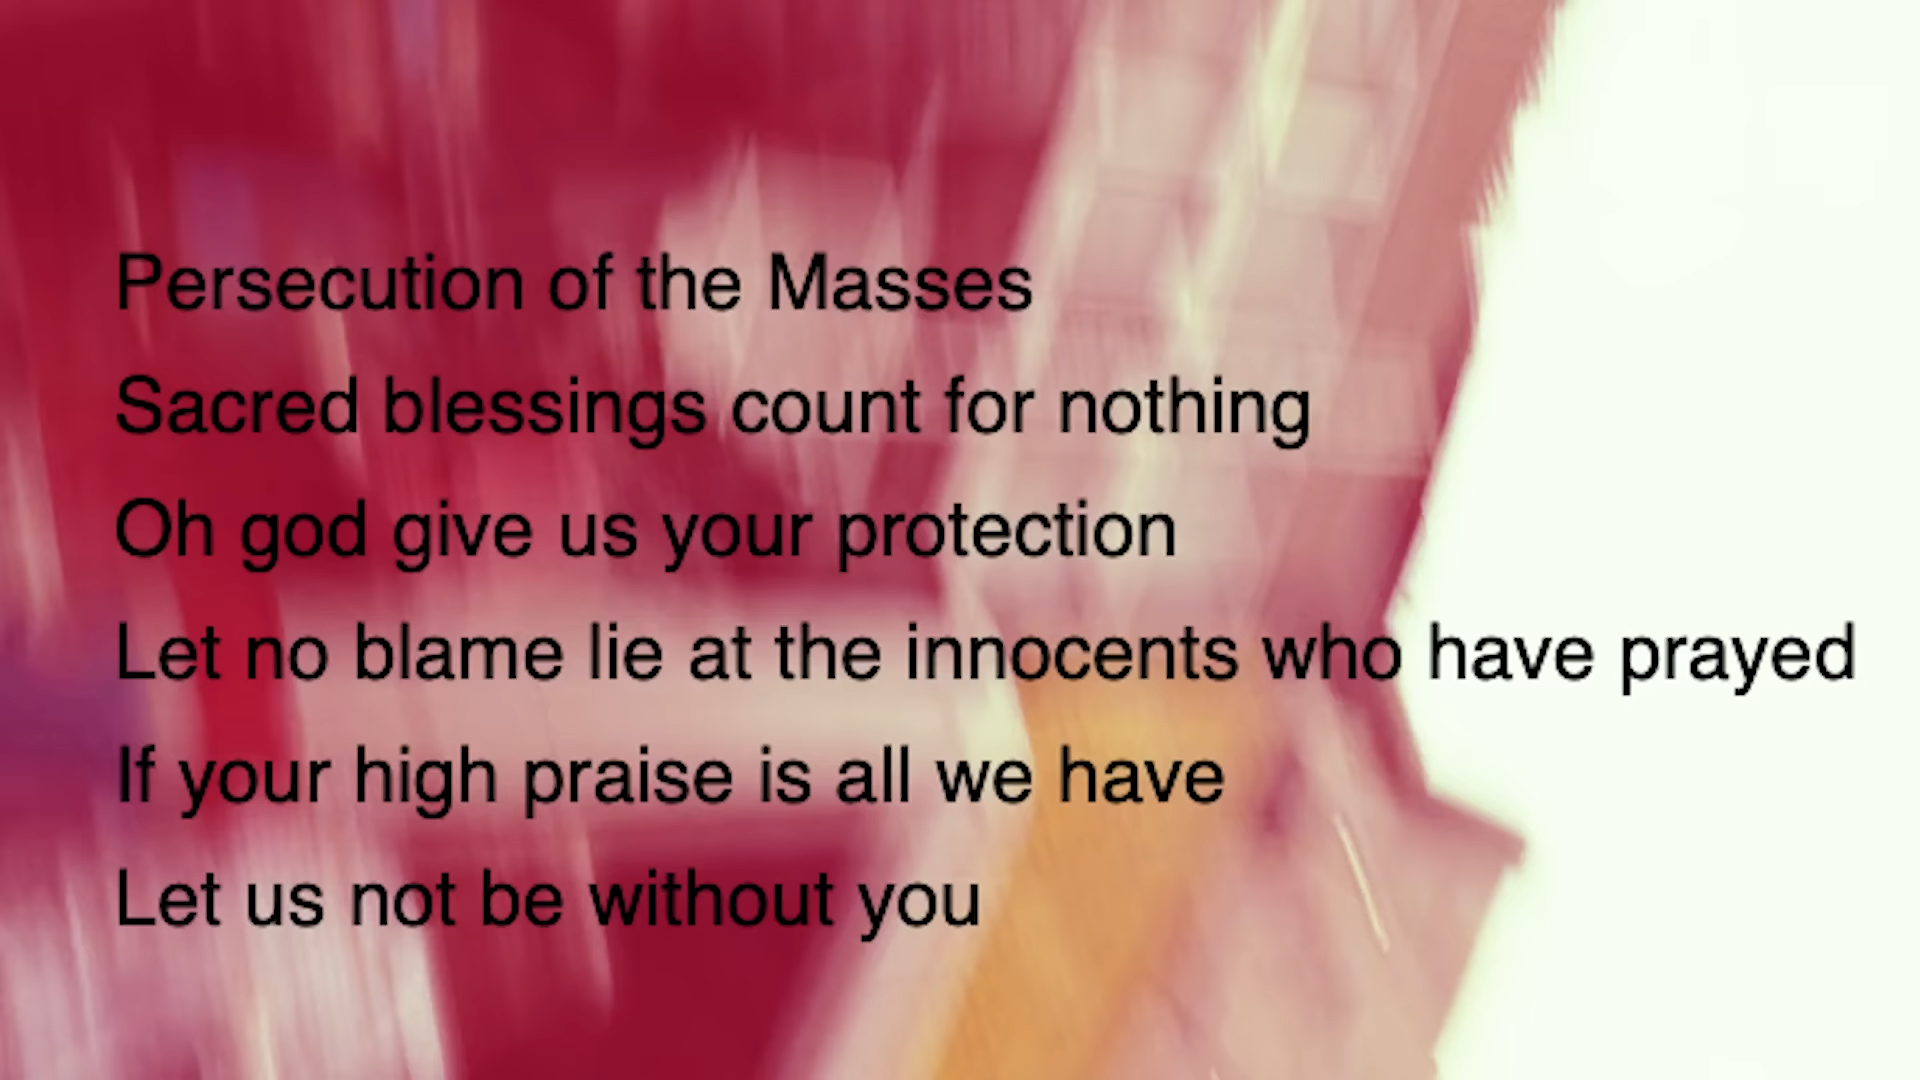 Persecution of the Masses
Sacred blessings count for nothing
Oh god give us your protection
Let no blame lie at the innocents who have prayed
If your high praise is all we have
Let us not be without you